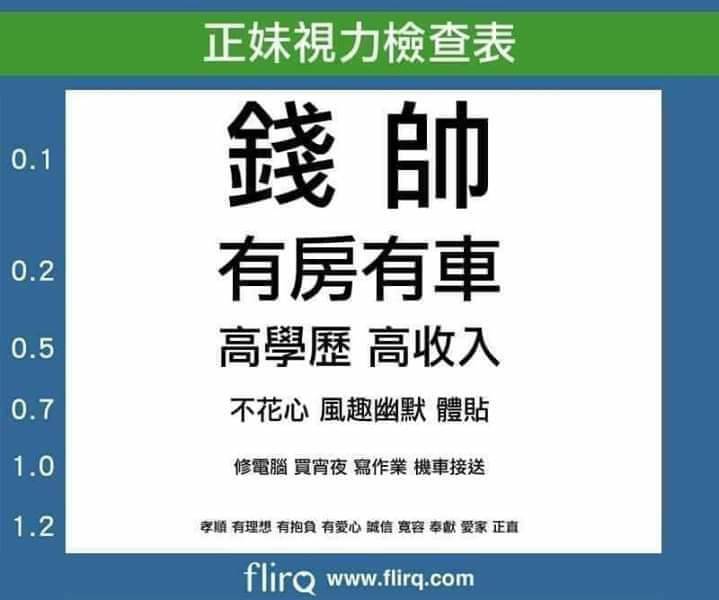 正妹視力檢查表
0.1 錢 帥
0.2 有房有車
0.5 高學歷 高收入
0.7 不花心 風趣幽默 體貼
1.0 修電腦 買宵夜 寫作業 機車接送
1.2 孝順 有理想 有抱負 有愛心 誠信 寬容 奉獻 愛家 正直
flirq www.flirq.com